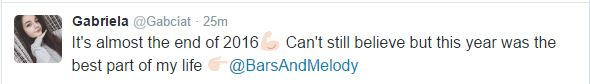 Gabriela @Gabciat · 25m
It's almost the end of 2016💪🏻 Can't still believe but this year was the
best part of my life 👉🏻@BarsAndMelody